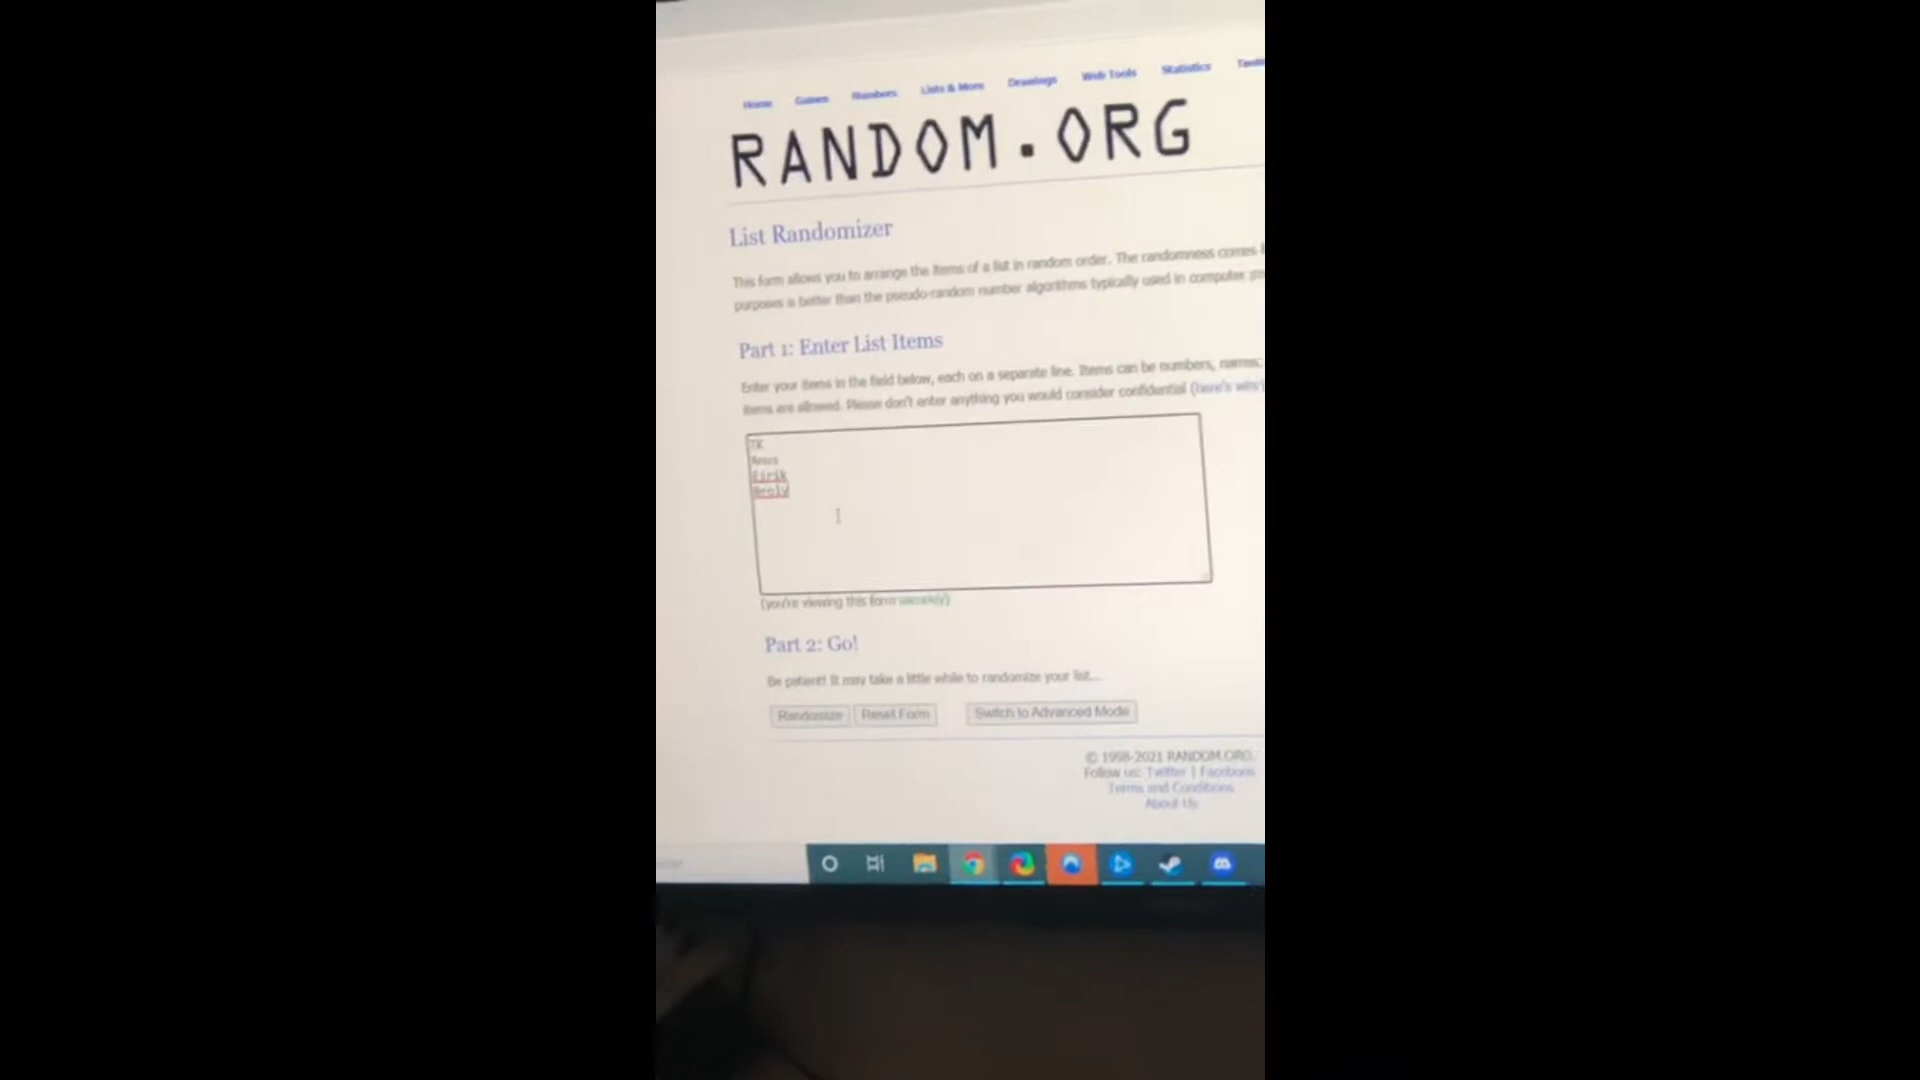 Home Games Numbers Lists & More Drawings Web Tools Statistics
RANDOM.ORG
List Randomizer
This form allows you to arrange the items of a list in random order. The randomness comes
purposes is better than the pseudo-random number algorithms typically used in computer
Part 1: Enter List Items
Enter your items in the field below, each on a separate line. Items can be numbers, names,
items are allowed. Please don't enter anything you would consider confidential (here's why
TK
Anus
Eirik
Broly
(you're viewing this form securely)
Part 2: Go!
Be patient! It may take a little while to randomize your list...
Randomize Reset Form Switch to Advanced Mode
© 1998-2021 RANDOM.ORG
Follow us: Twitter | Facebook
Terms and Conditions
About Us